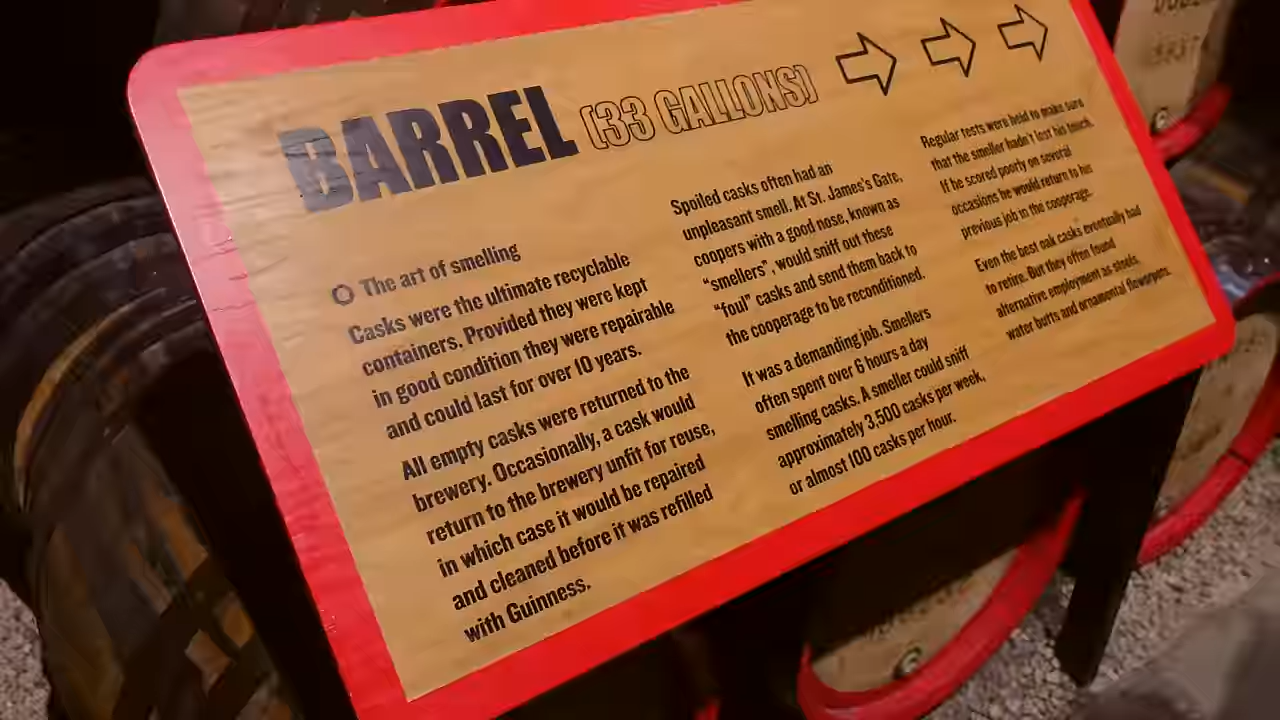 BARREL (33 GALLONS)
The art of smelling
Casks were the ultimate recyclable
containers. Provided they were kept
in good condition they were repairable
and could last for over 10 years.
All empty casks were returned to the
brewery. Occasionally, a cask would
return to the brewery unfit for reuse,
in which case it would be repaired
and cleaned before it was refilled
with Guinness.
Spoiled casks often had an
unpleasant smell. At St. James's Gate,
coopers with a good nose, known as
“smellers”, would sniff out these
“foul” casks and send them back to
the cooperage to be reconditioned.
It was a demanding job. Smellers
often spent over 6 hours a day
smelling casks. A smeller could sniff
approximately 3,500 casks per week,
or almost 100 casks per hour.
Regular tests were held to make sure
that the smeller hadn't lost his touch.
If he scored poorly on several
occasions he would return to his
previous job in the cooperage.
Even the best oak casks eventually had
to retire. But they often found
alternative employment as steels,
water butts and ornamental flowerpots.